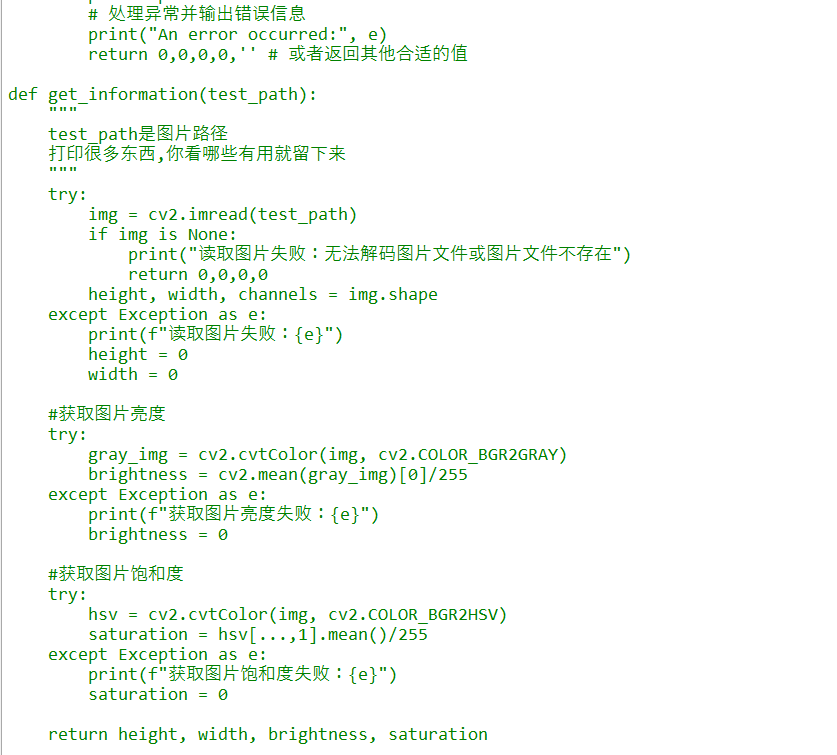 # 处理异常并输出错误信息
print("An error occurred:", e)
return 0,0,0,0,'' # 或者返回其他合适的值
def get_information(test_path):
"""
test_path是图片路径
打印很多东西,你看哪些有用就留下来
"""
try:
img = cv2.imread(test_path)
if img is None:
print("读取图片失败：无法解码图片文件或图片文件不存在")
return 0,0,0,0
height, width, channels = img.shape
except Exception as e:
print(f"读取图片失败：{e}")
height = 0
width = 0
#获取图片亮度
try:
gray_img = cv2.cvtColor(img, cv2.COLOR_BGR2GRAY)
brightness = cv2.mean(gray_img)[0]/255
except Exception as e:
print(f"获取图片亮度失败：{e}")
brightness = 0
#获取图片饱和度
try:
hsv = cv2.cvtColor(img, cv2.COLOR_BGR2HSV)
saturation = hsv[...,1].mean()/255
except Exception as e:
print(f"获取图片饱和度失败：{e}")
saturation = 0
return height, width, brightness, saturation